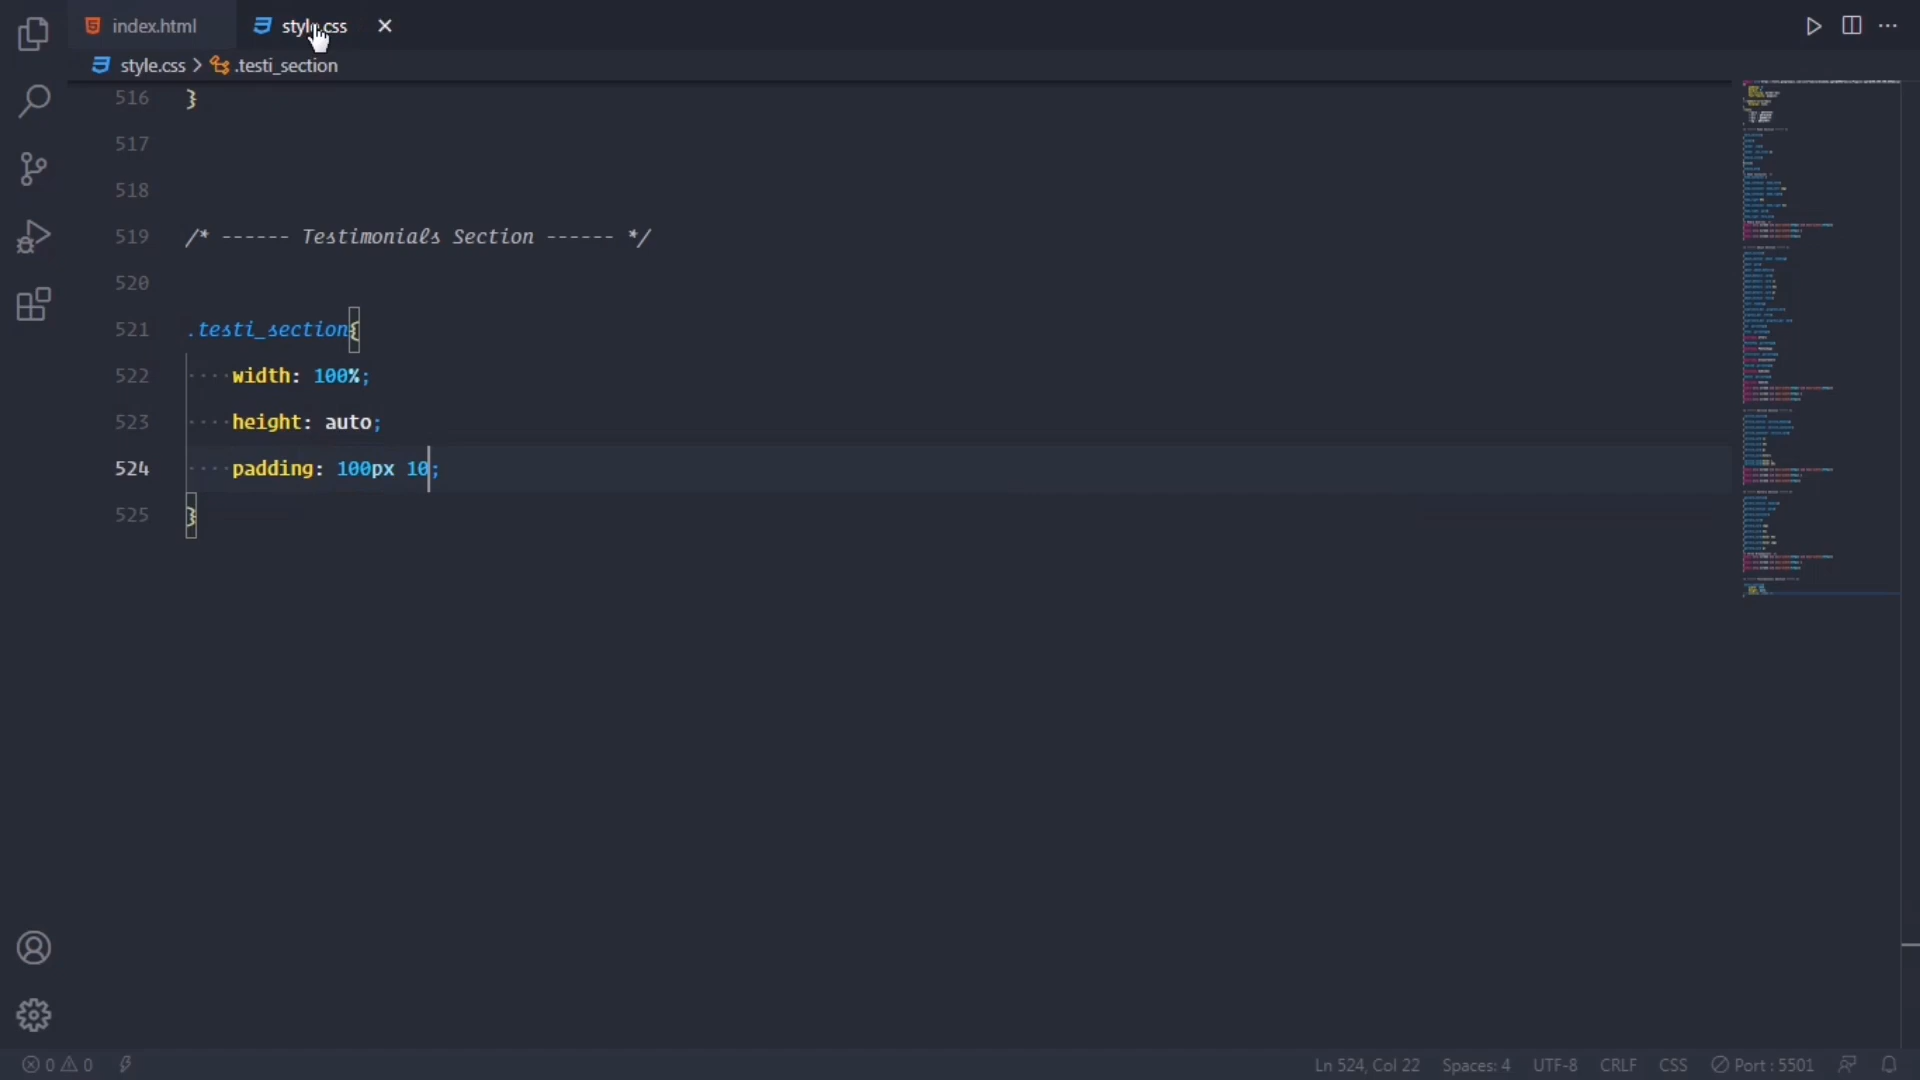 index.html
style.css
style.css > .testi_section
516 }
517
518
519 /* ------ Testimonials Section ------ */
520
521 .testi_section{
522 width: 100%;
523 height: auto;
524 padding: 100px 10;
525 }
0 0 Ln 524, Col 22 Spaces: 4 UTF-8 CRLF CSS Port : 5501